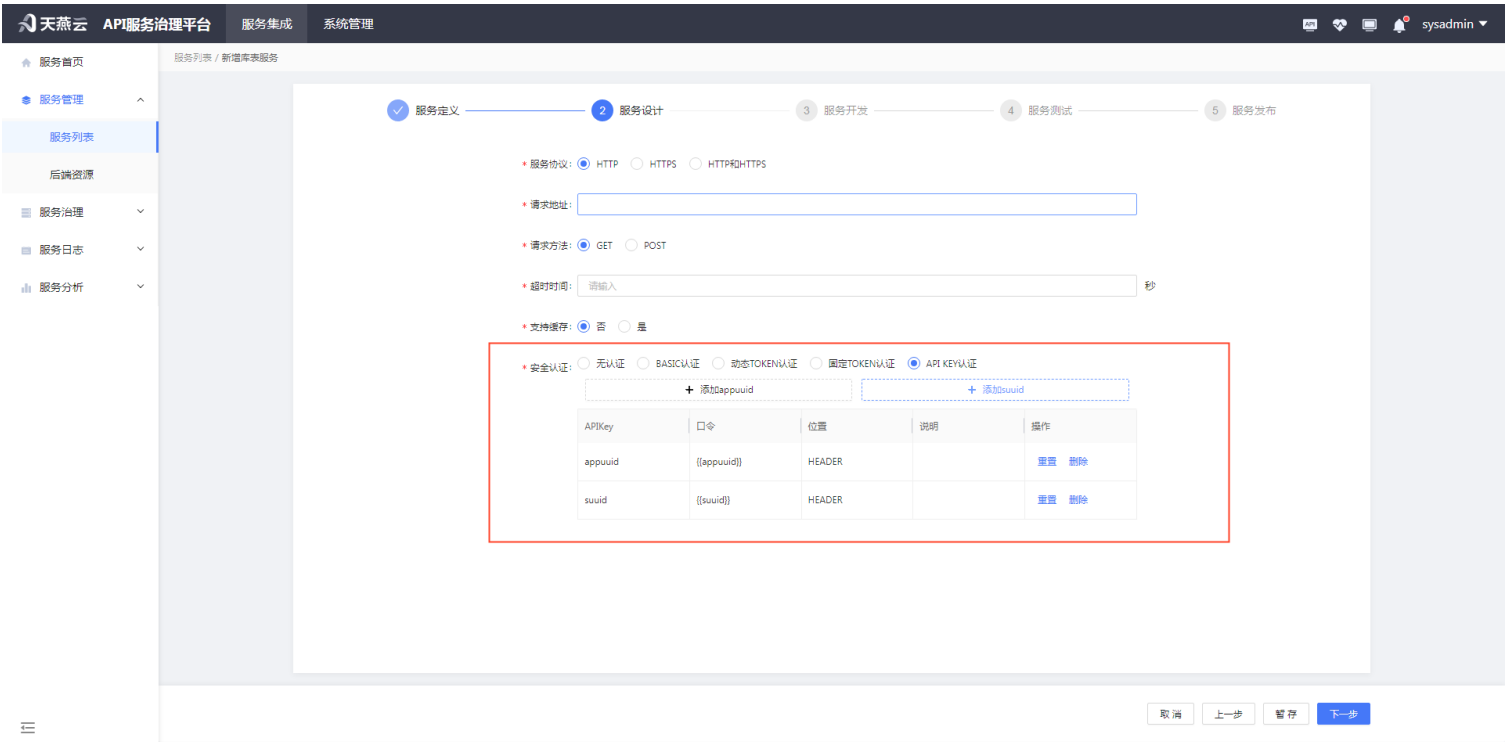 天燕云 API服务治理平台 服务集成 系统管理 API sysadmin
服务首页
服务管理
服务列表
后端资源
服务治理
服务日志
服务分析
服务列表 / 新增库表服务
服务定义 2 服务设计 3 服务开发 4 服务测试 5 服务发布
* 服务协议: HTTP HTTPS HTTP和HTTPS
* 请求地址:
* 请求方法: GET POST
* 超时时间: 请输入 秒
* 支持缓存: 否 是
* 安全认证: 无认证 BASIC认证 动态TOKEN认证 固定TOKEN认证 API KEY认证
+ 添加appuuid + 添加suuid
APIKey 口令 位置 说明 操作
appuuid {{appuuid}} HEADER 重置 删除
suuid {{suuid}} HEADER 重置 删除
取消 上一步 暂存 下一步